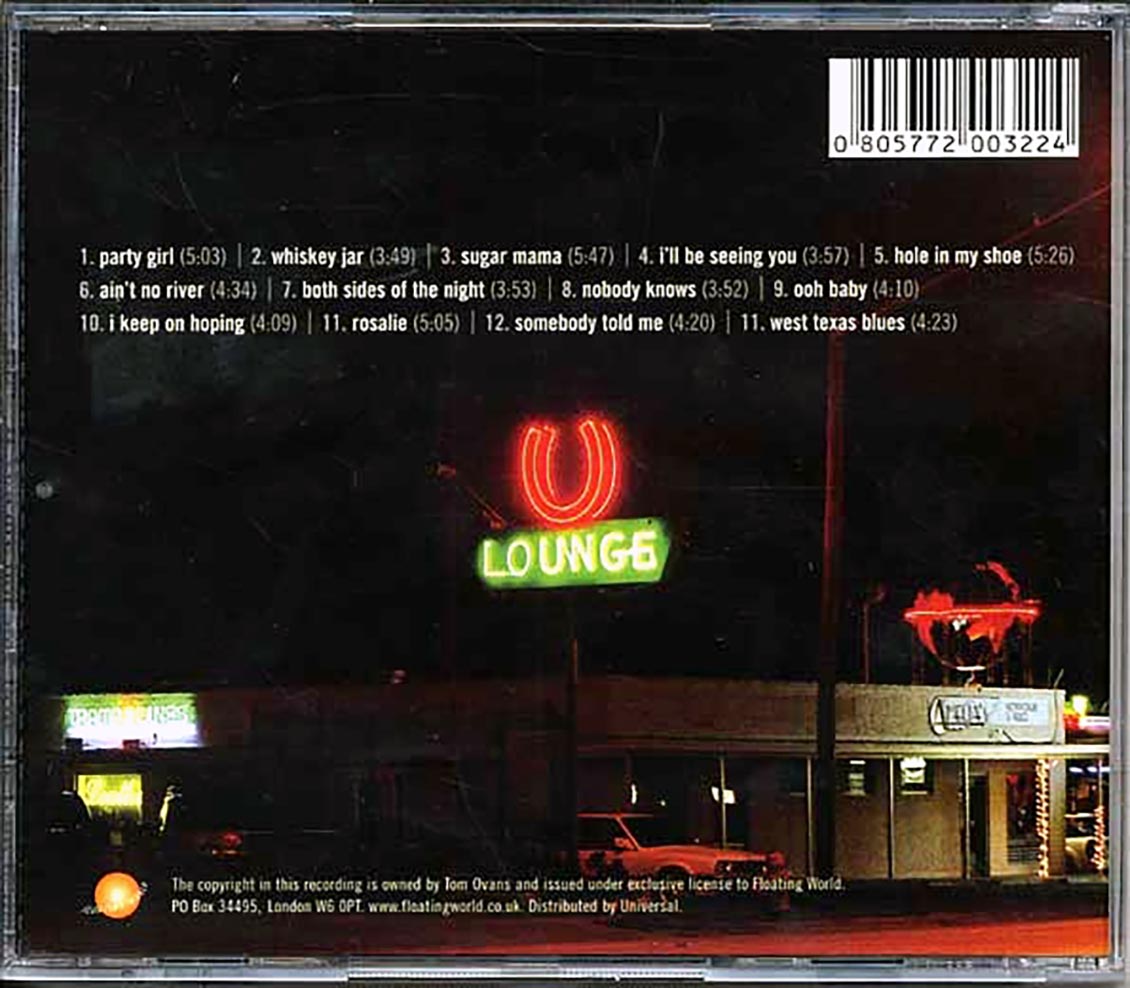 0 805772 003224
1. party girl (5:03) | 2. whiskey jar (3:49) | 3. sugar mama (5:47) | 4. i'll be seeing you (3:57) | 5. hole in my shoe (5:26)
6. ain't no river (4:34) | 7. both sides of the night (3:53) | 8. nobody knows (3:52) | 9. ooh baby (4:10)
10. i keep on hoping (4:09) | 11. rosalie (5:05) | 12. somebody told me (4:20) | 11. west texas blues (4:23)
LOUNGE
The copyright in this recording is owned by Tom Ovans and issued under exclusive license to Floating World.
PO Box 34495, London W6 0PT. www.floatingworld.co.uk. Distributed by Universal.